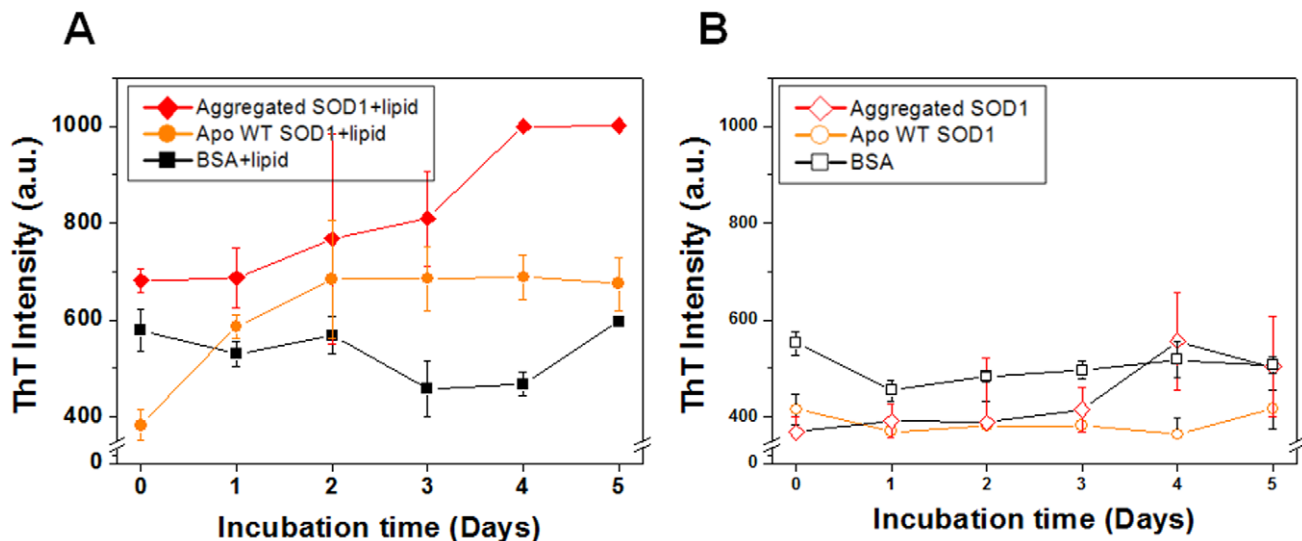 A
Aggregated SOD1+lipid
Apo WT SOD1+lipid
BSA+lipid
1000
800
600
400
0
ThT Intensity (a.u.)
0 1 2 3 4 5
Incubation time (Days)
B
Aggregated SOD1
Apo WT SOD1
BSA
1000
800
600
400
0
ThT Intensity (a.u.)
0 1 2 3 4 5
Incubation time (Days)